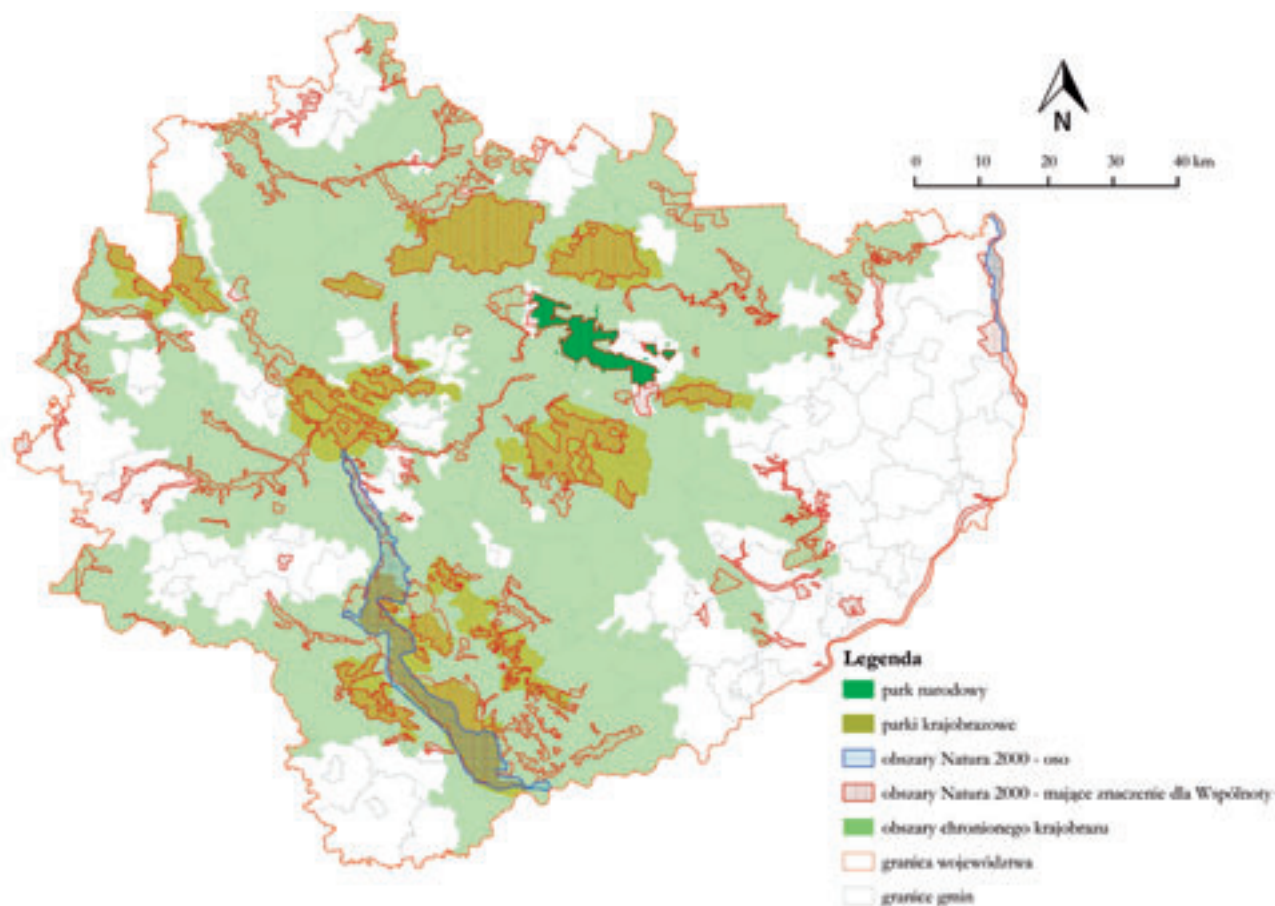 N
0 10 20 30 40 km
Legenda
park narodowy
parki krajobrazowe
obszary Natura 2000 - oso
obszary Natura 2000 - mające znaczenie dla Wspólnoty
obszary chronionego krajobrazu
granica województwa
granice gmin